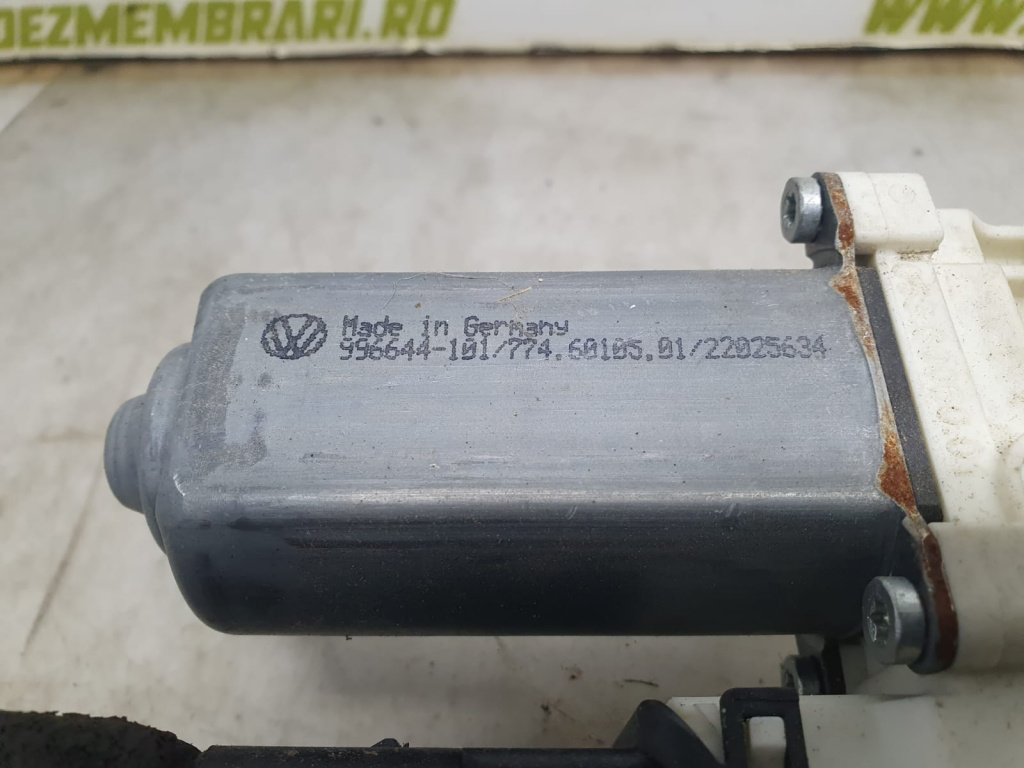 DEZMEMBRARI.RO
Made in Germany
996644-101/774.60105.01/22025634